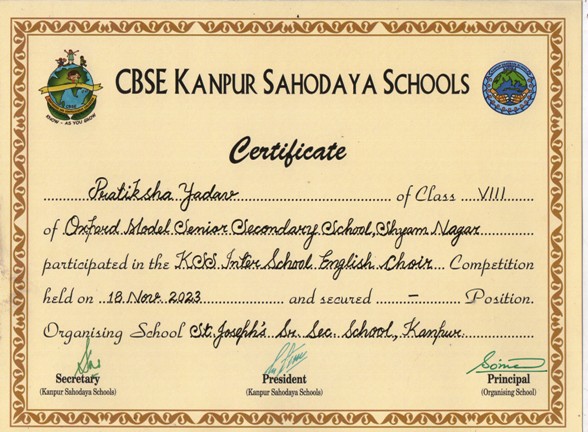 CBSE KANPUR SAHODAYA SCHOOLS
KNOW - AS YOU GROW
Certificate
Pratiksha Yadav of Class VIII
of Oxford Model Senior Secondary School, Shyam Nagar
participated in the KSS Inter School English Choir Competition
held on 18 Nov. 2023 and secured - Position.
Organising School St. Joseph's Sr. Sec. School, Kanpur.
Secretary President Principal
(Kanpur Sahodaya Schools) (Kanpur Sahodaya Schools) (Organising School)